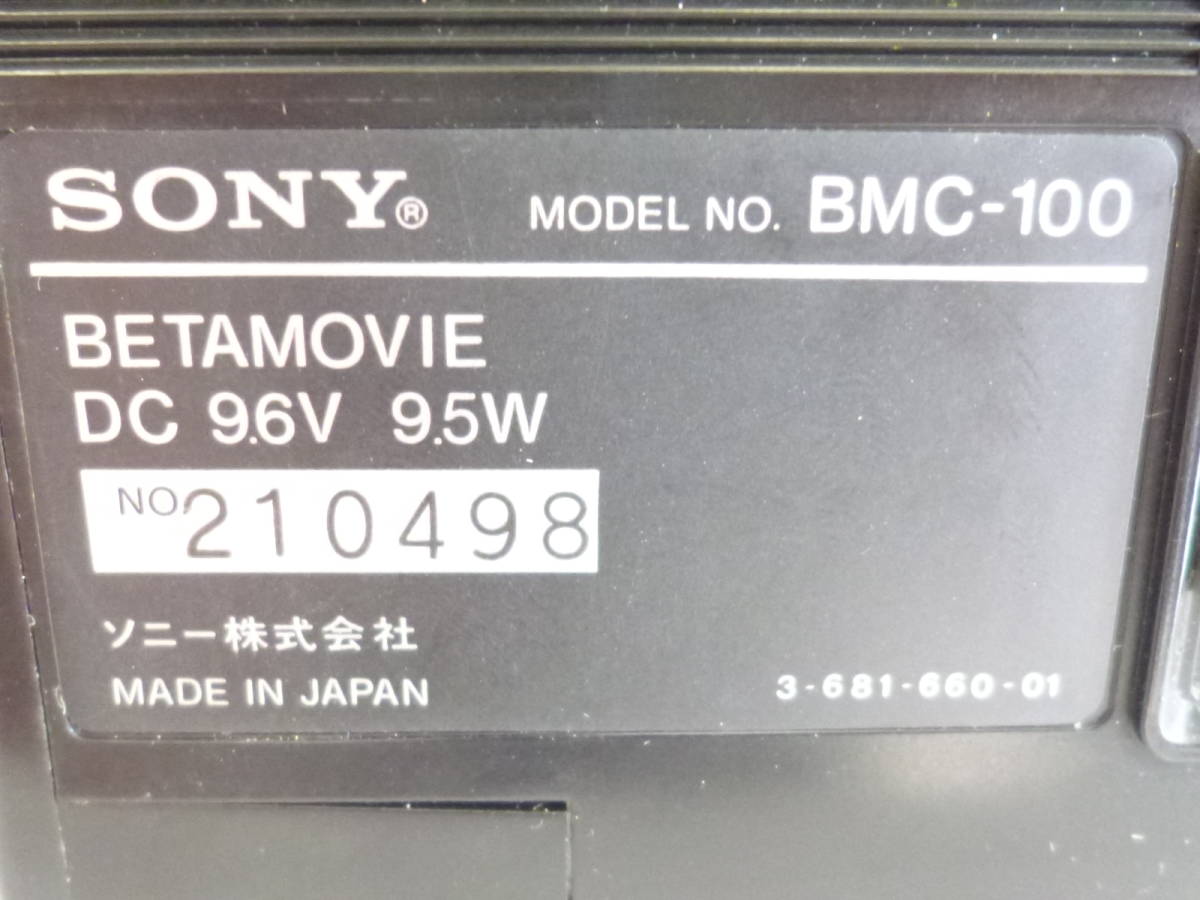 SONY® MODEL NO. BMC-100
BETAMOVIE
DC 9.6V 9.5W
NO. 210498
ソニー株式会社
MADE IN JAPAN 3-681-660-01